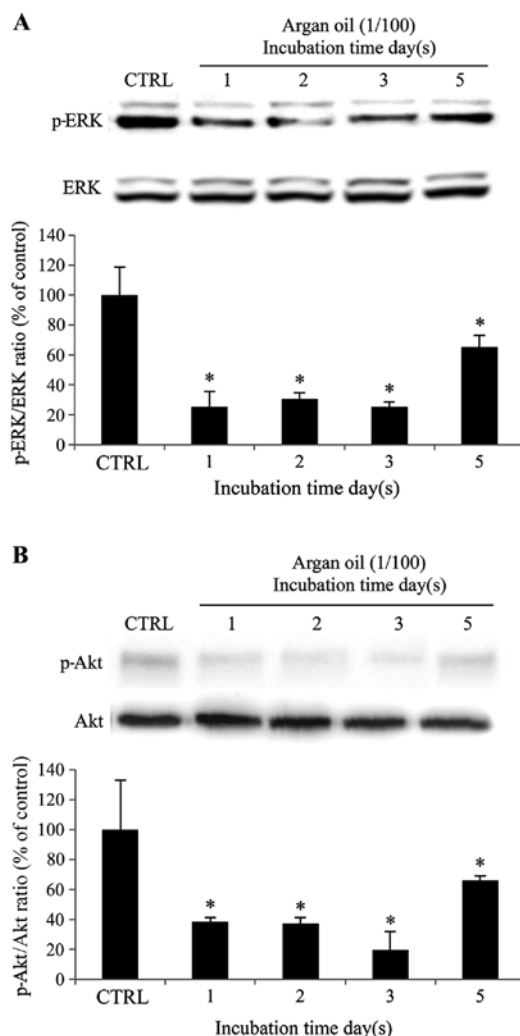 A
Argan oil (1/100)
Incubation time day(s)
CTRL 1 2 3 5
p-ERK
ERK
p-ERK/ERK ratio (% of control)
140
120
100
80
60
40
20
0
* * * *
CTRL 1 2 3 5
Incubation time day(s)
B
Argan oil (1/100)
Incubation time day(s)
CTRL 1 2 3 5
p-Akt
Akt
p-Akt/Akt ratio (% of control)
140
120
100
80
60
40
20
0
* * * *
CTRL 1 2 3 5
Incubation time day(s)